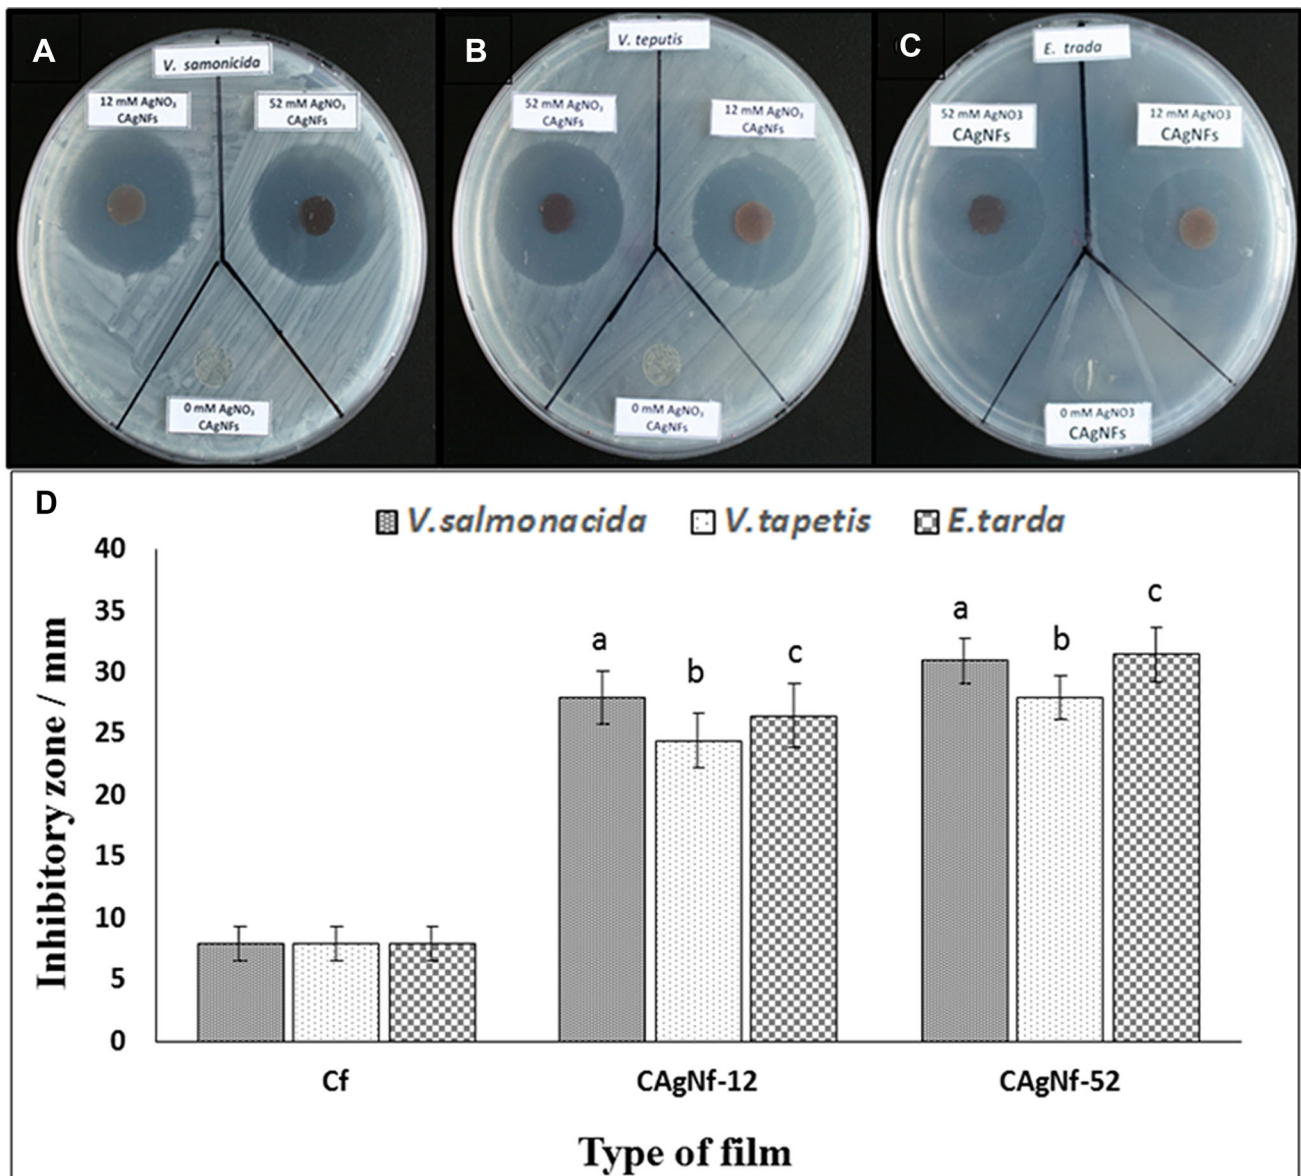 A
V. samonicida
12 mM AgNO₃
CAgNFs
52 mM AgNO₃
CAgNFs
0 mM AgNO₃
CAgNFs
B
V. teputis
52 mM AgNO₃
CAgNFs
12 mM AgNO₃
CAgNFs
0 mM AgNO₃
CAgNFs
C
E. trada
52 mM AgNO3
CAgNFs
12 mM AgNO3
CAgNFs
0 mM AgNO3
CAgNFs
D
V.salmonacida V.tapetis E.tarda
Inhibitory zone / mm
40
35
30
25
20
15
10
5
0
a
b
c
a
b
c
Cf CAgNf-12 CAgNf-52
Type of film